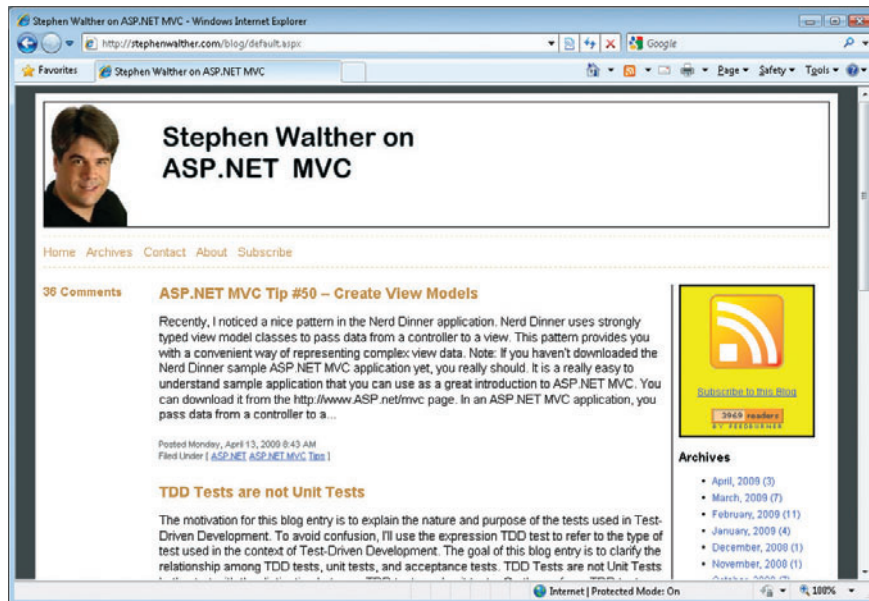 Stephen Walther on ASP.NET MVC - Windows Internet Explorer
http://stephenwalther.com/blog/default.aspx
Google
Favorites
Stephen Walther on ASP.NET MVC
Page
Safety
Tools
Stephen Walther on
ASP.NET MVC
Home Archives Contact About Subscribe
36 Comments
ASP.NET MVC Tip #50 – Create View Models
Recently, I noticed a nice pattern in the Nerd Dinner application. Nerd Dinner uses strongly
typed view model classes to pass data from a controller to a view. This pattern provides you
with a convenient way of representing complex view data. Note: If you haven't downloaded the
Nerd Dinner sample ASP.NET MVC application yet, you really should. It is a really easy to
understand sample application that you can use as a great introduction to ASP.NET MVC. You
can download it from the http://www.ASP.net/mvc page. In an ASP.NET MVC application, you
pass data from a controller to a...
Posted Monday, April 13, 2009 8:43 AM
Filed Under [ ASP.NET ASP.NET MVC Tips ]
TDD Tests are not Unit Tests
The motivation for this blog entry is to explain the nature and purpose of the tests used in Test-
Driven Development. To avoid confusion, I'll use the expression TDD test to refer to the type of
test used in the context of Test-Driven Development. The goal of this blog entry is to clarify the
relationship among TDD tests, unit tests, and acceptance tests. TDD Tests are not Unit Tests
Subscribe to this Blog
3969 readers
BY FEEDBURNER
Archives
April, 2009 (3)
March, 2009 (7)
February, 2009 (11)
January, 2009 (4)
December, 2008 (1)
November, 2008 (1)
Internet | Protected Mode: On
100%